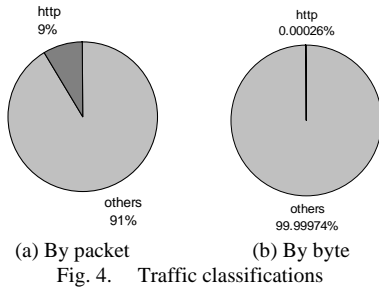 http
9%
http
0.00026%
others
91%
others
99.99974%
(a) By packet
(b) By byte
Fig. 4. Traffic classifications